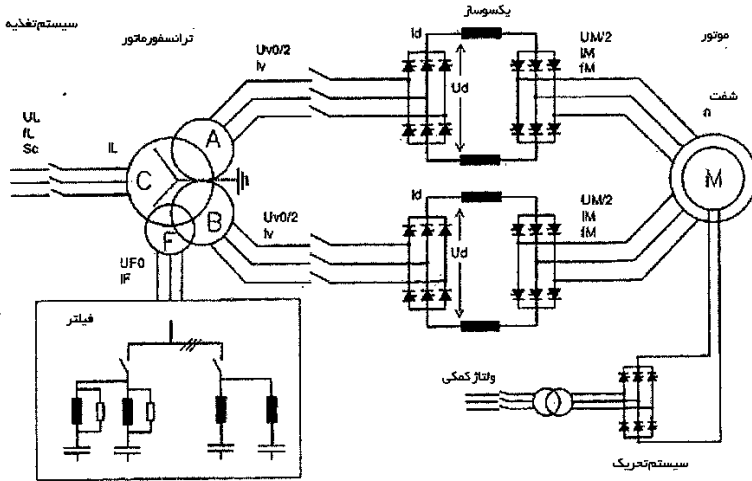 سیستم تغذیه
ترانسفورماتور
یکسوساز
موتور
UL
fL
Sc
IL
Uv0/2
Iv
Id
Ud
UM/2
IM
fM
شفت
n
A
C
B
F
M
Uv0/2
Iv
Id
Ud
UM/2
IM
fM
UF0
IF
فیلتر
ولتاژ کمکی
سیستم تحریک